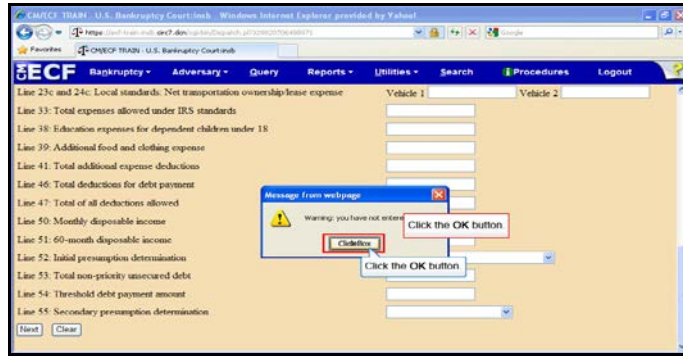 CM/ECF TRAIN - U.S. Bankruptcy Court:insb - Windows Internet Explorer provided by Yahoo!
Google
Favorites CM/ECF TRAIN - U.S. Bankruptcy Court:insb
ECF Bankruptcy Adversary Query Reports Utilities Search Procedures Logout
Line 23c and 24c: Local standards: Net transportation ownership/lease expense Vehicle 1 Vehicle 2
Line 33: Total expenses allowed under IRS standards
Line 38: Education expenses for dependent children under 18
Line 39: Additional food and clothing expense
Line 41: Total additional expense deductions
Line 46: Total deductions for debt payment
Line 47: Total of all deductions allowed
Line 50: Monthly disposable income
Line 51: 60-month disposable income
Line 52: Initial presumption determination
Line 53: Total non-priority unsecured debt
Line 54: Threshold debt payment amount
Line 55: Secondary presumption determination
Next Clear
Message from webpage
Warning: you have not entere
Click the OK button.
ClickBox
Click the OK button